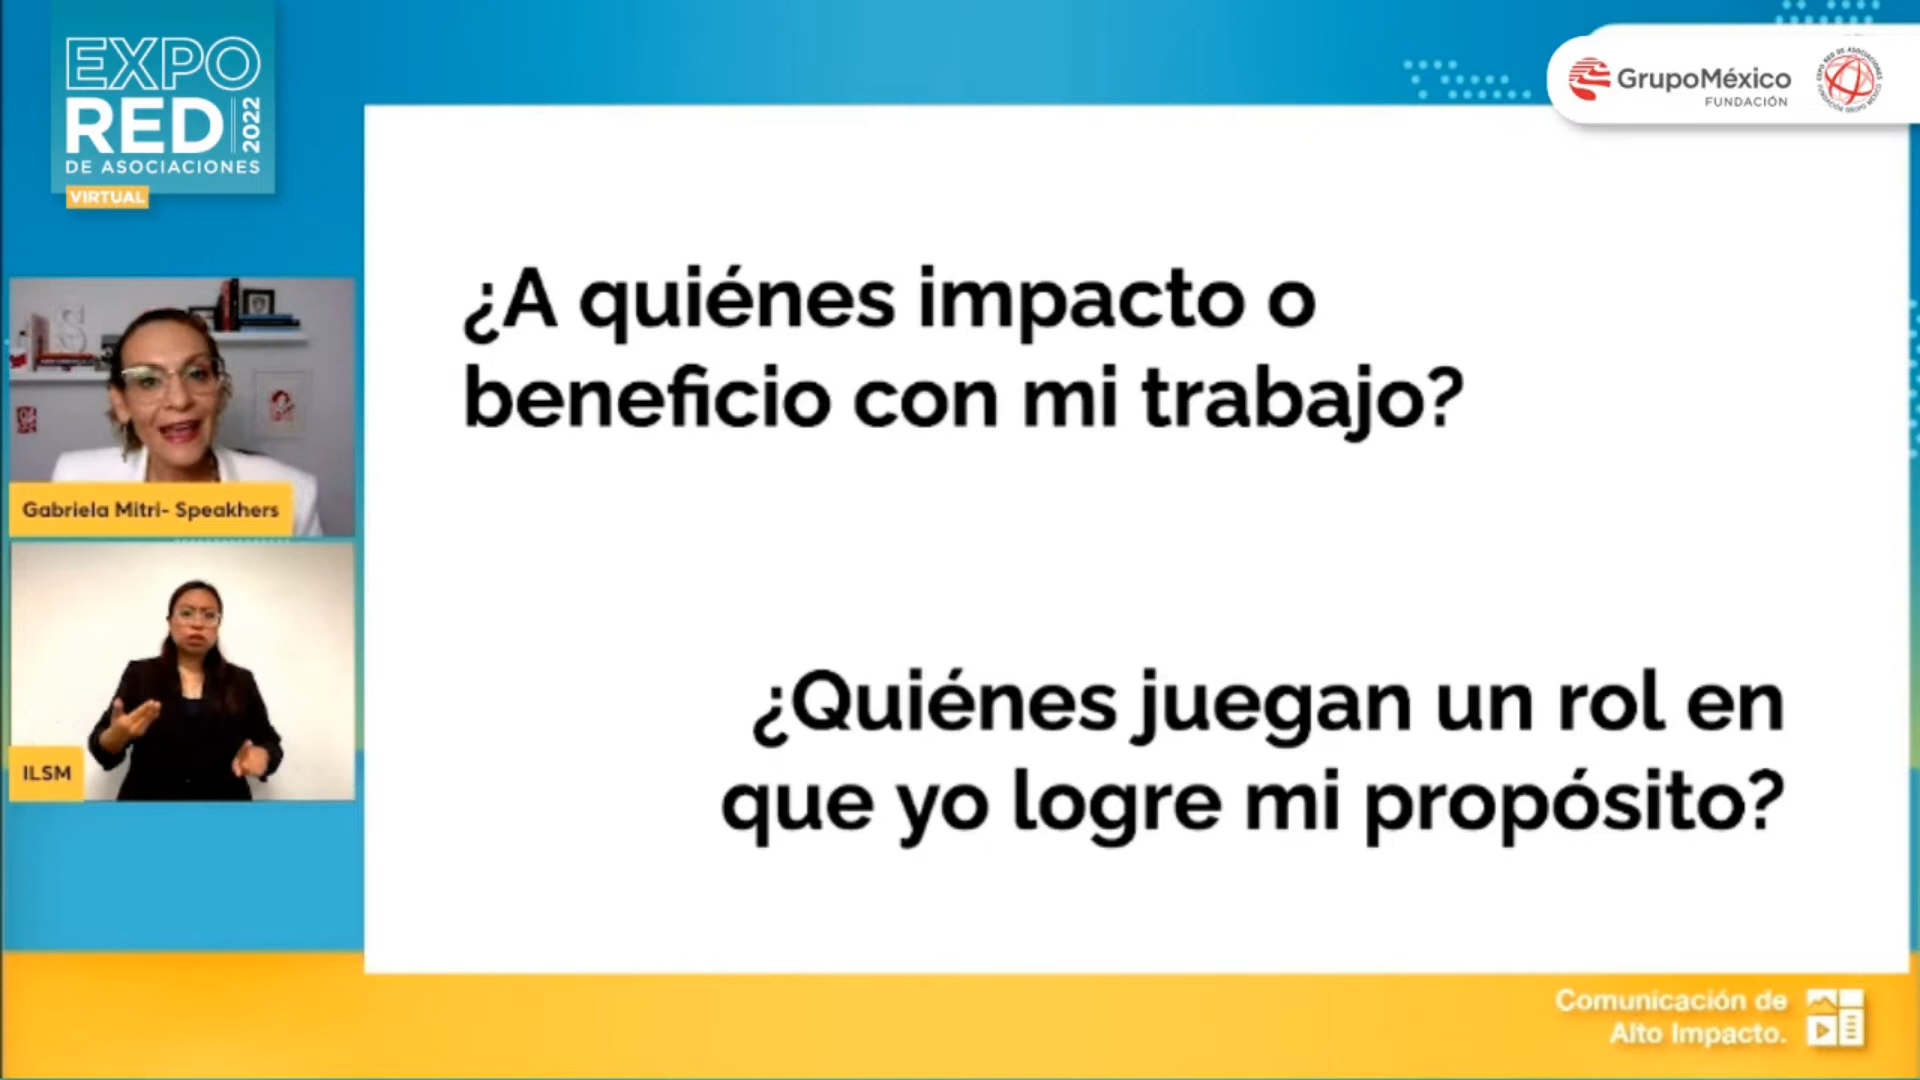 EXPO
RED 2022
DE ASOCIACIONES
VIRTUAL
GrupoMéxico
FUNDACIÓN
¿A quiénes impacto o
beneficio con mi trabajo?
Gabriela Mitri- Speakhers
ILSM
¿Quiénes juegan un rol en
que yo logre mi propósito?
Comunicación de
Alto Impacto.